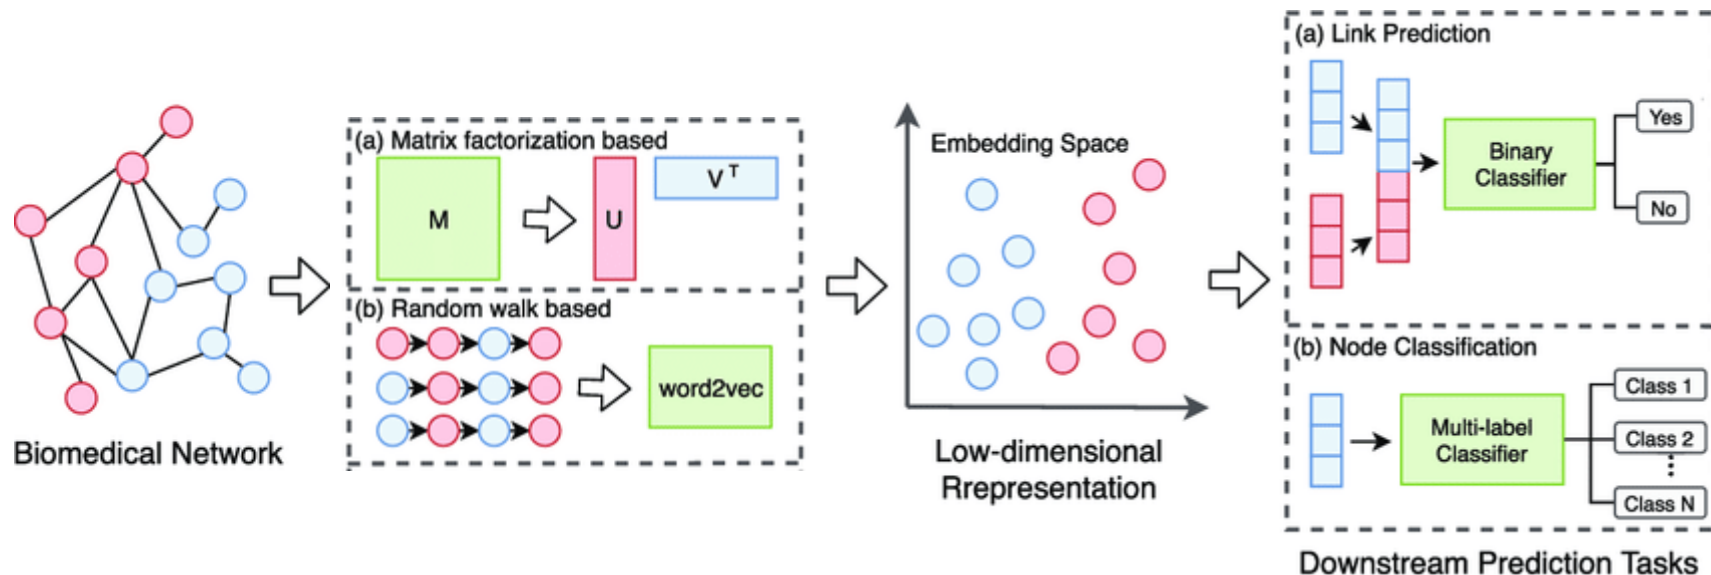 Biomedical Network
(a) Matrix factorization based
M
U
V T
(b) Random walk based
word2vec
Embedding Space
Low-dimensional
Rrepresentation
(a) Link Prediction
Binary
Classifier
Yes
No
(b) Node Classification
Multi-label
Classifier
Class 1
Class 2
Class N
Downstream Prediction Tasks